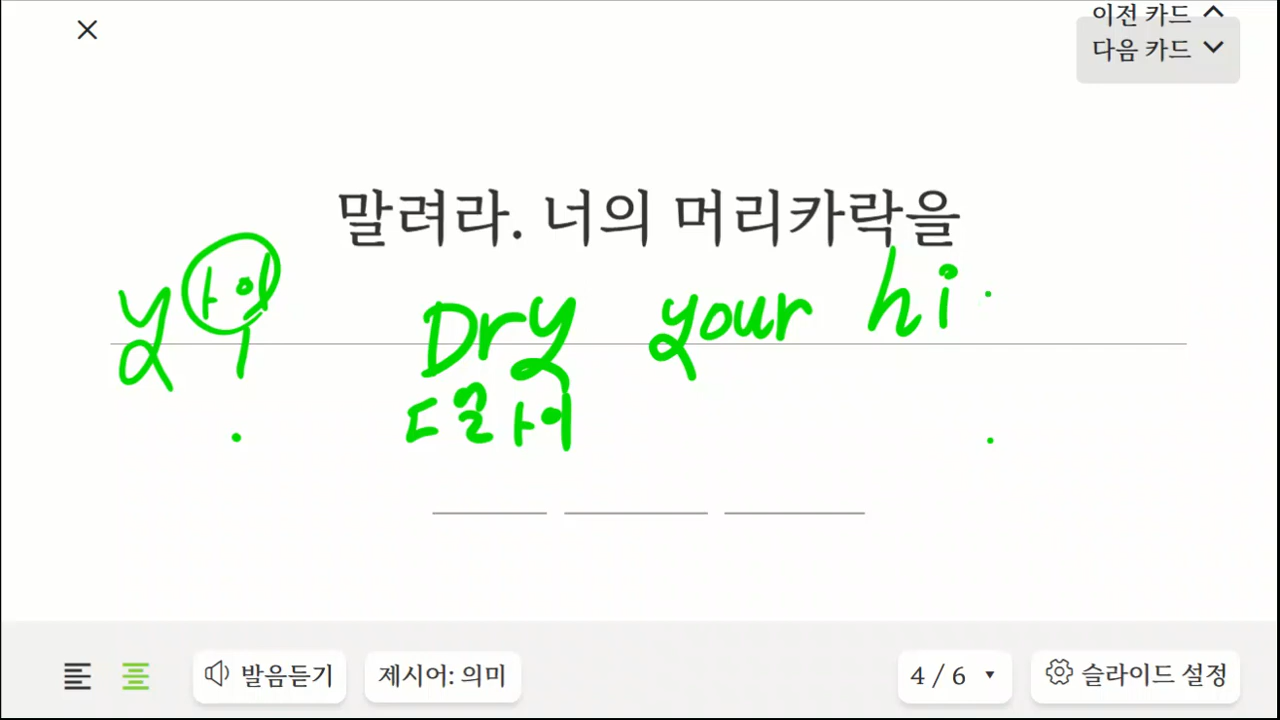 이전 카드
다음 카드
말려라. 너의 머리카락을
y
Dry your hi
드라이
발음듣기
제시어: 의미
4 / 6
슬라이드 설정